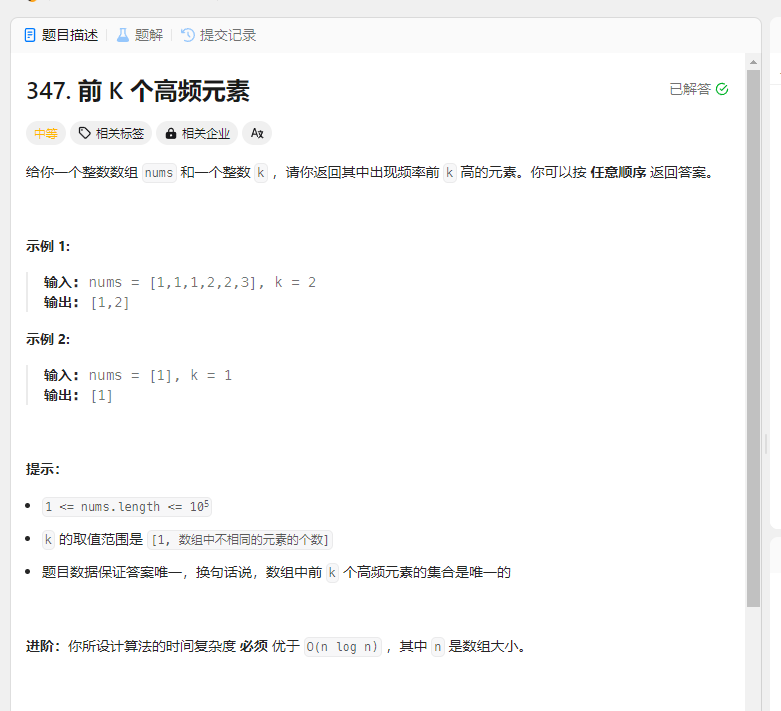 题目描述 题解 提交记录
347. 前 K 个高频元素
已解答
中等 相关标签 相关企业 Ax
给你一个整数数组 nums 和一个整数 k ，请你返回其中出现频率前 k 高的元素。你可以按 任意顺序 返回答案。
示例 1:
输入: nums = [1,1,1,2,2,3], k = 2
输出: [1,2]
示例 2:
输入: nums = [1], k = 1
输出: [1]
提示：
1 <= nums.length <= 10⁵
k 的取值范围是 [1, 数组中不相同的元素的个数]
题目数据保证答案唯一，换句话说，数组中前 k 个高频元素的集合是唯一的
进阶：你所设计算法的时间复杂度 必须 优于 O(n log n) ，其中 n 是数组大小。